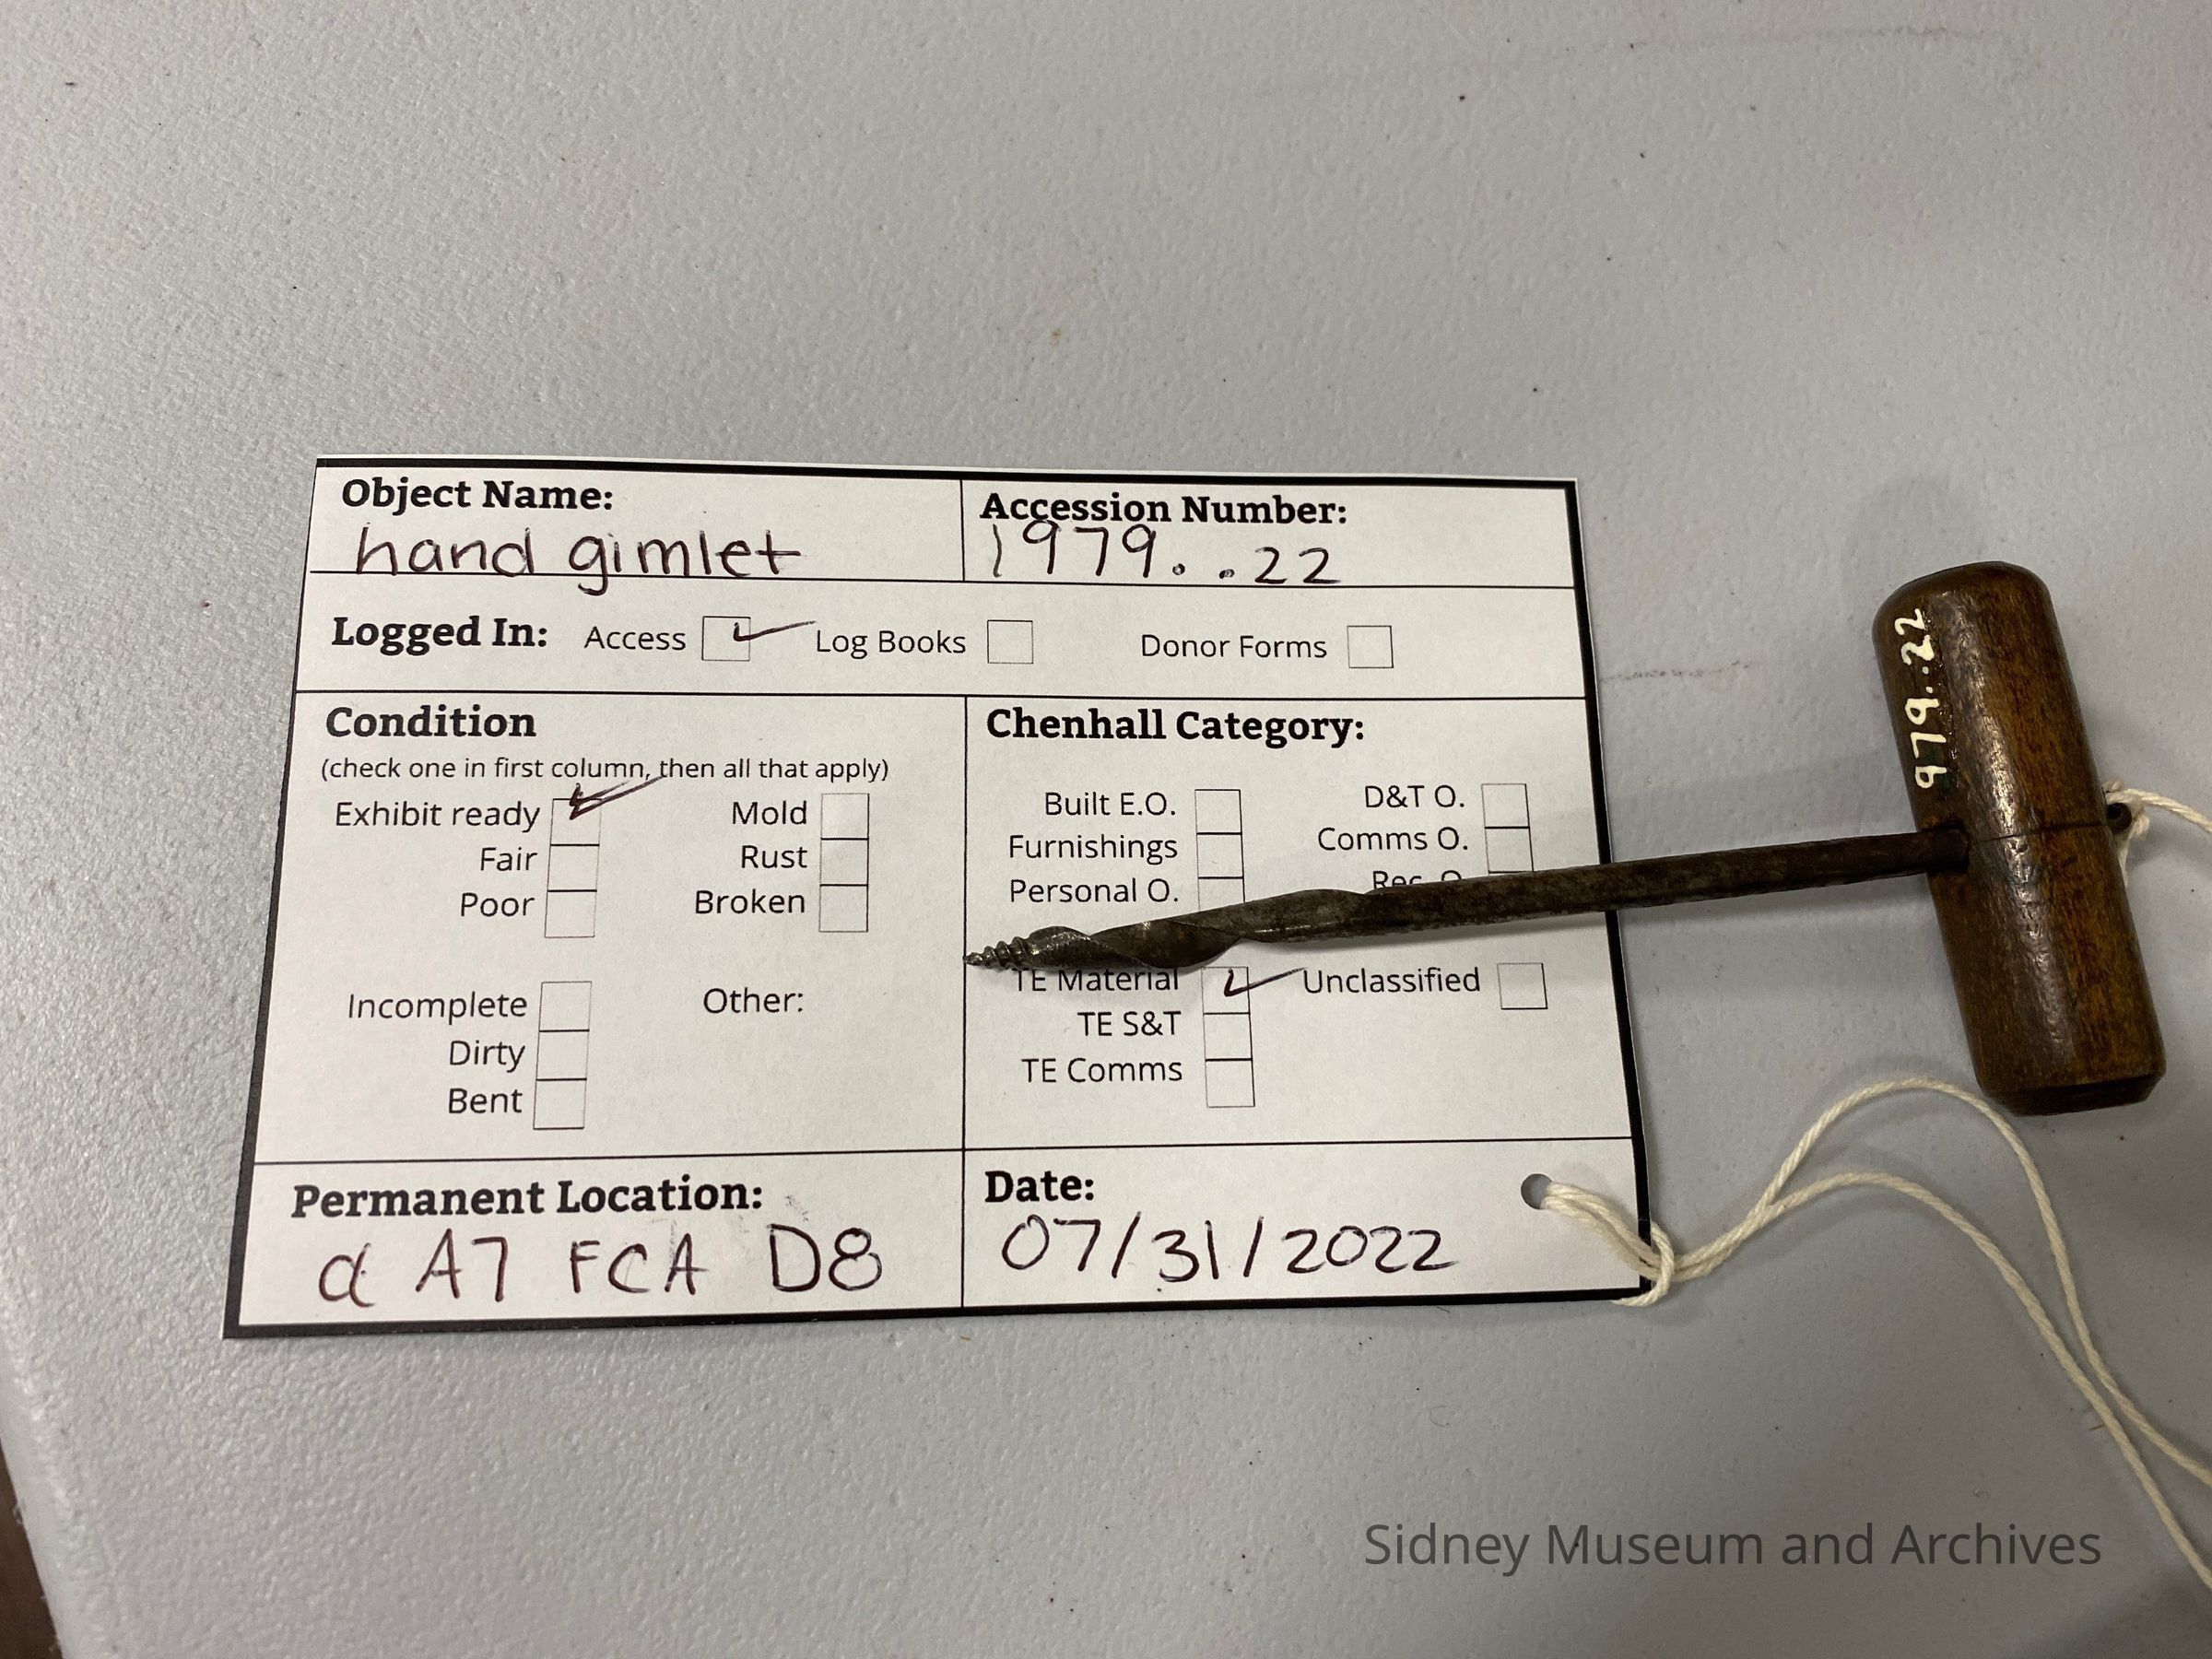 Object Name:
hand gimlet
Accession Number:
1979. .22
Logged In: Access Log Books Donor Forms
Condition
(check one in first column, then all that apply)
Exhibit ready Mold
Fair Rust
Poor Broken
Incomplete Other:
Dirty
Bent
Chenhall Category:
Built E.O. D&T O.
Furnishings Comms O.
Personal O. Rec. O.
TE Material Unclassified
TE S&T
TE Comms
Permanent Location:
d A7 FCA D8
Date:
07/31/2022
979. .22
Sidney Museum and Archives